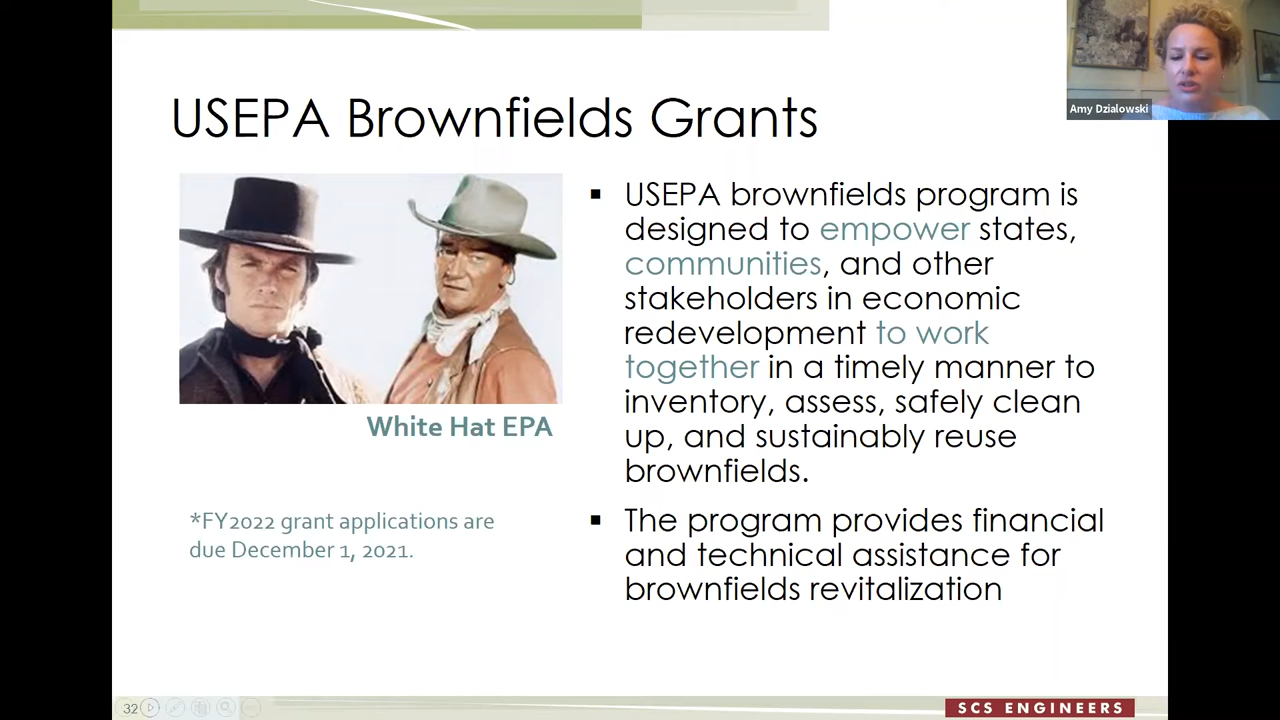 Amy Dzialowski
USEPA Brownfields Grants
▪ USEPA brownfields program is
designed to empower states,
communities, and other
stakeholders in economic
redevelopment to work
together in a timely manner to
inventory, assess, safely clean
up, and sustainably reuse
brownfields.
▪ The program provides financial
and technical assistance for
brownfields revitalization
White Hat EPA
*FY2022 grant applications are
due December 1, 2021.
32
SCS ENGINEERS